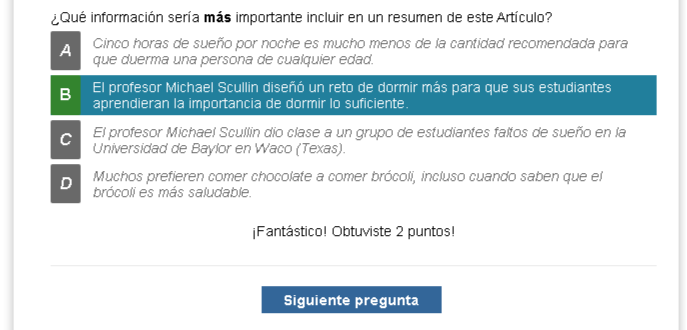 ¿Qué información sería más importante incluir en un resumen de este Artículo?
A
Cinco horas de sueño por noche es mucho menos de la cantidad recomendada para
que duerma una persona de cualquier edad.
B
El profesor Michael Scullin diseñó un reto de dormir más para que sus estudiantes
aprendieran la importancia de dormir lo suficiente.
C
El profesor Michael Scullin dio clase a un grupo de estudiantes faltos de sueño en la
Universidad de Baylor en Waco (Texas).
D
Muchos prefieren comer chocolate a comer brócoli, incluso cuando saben que el
brócoli es más saludable.
¡Fantástico! Obtuviste 2 puntos!
Siguiente pregunta